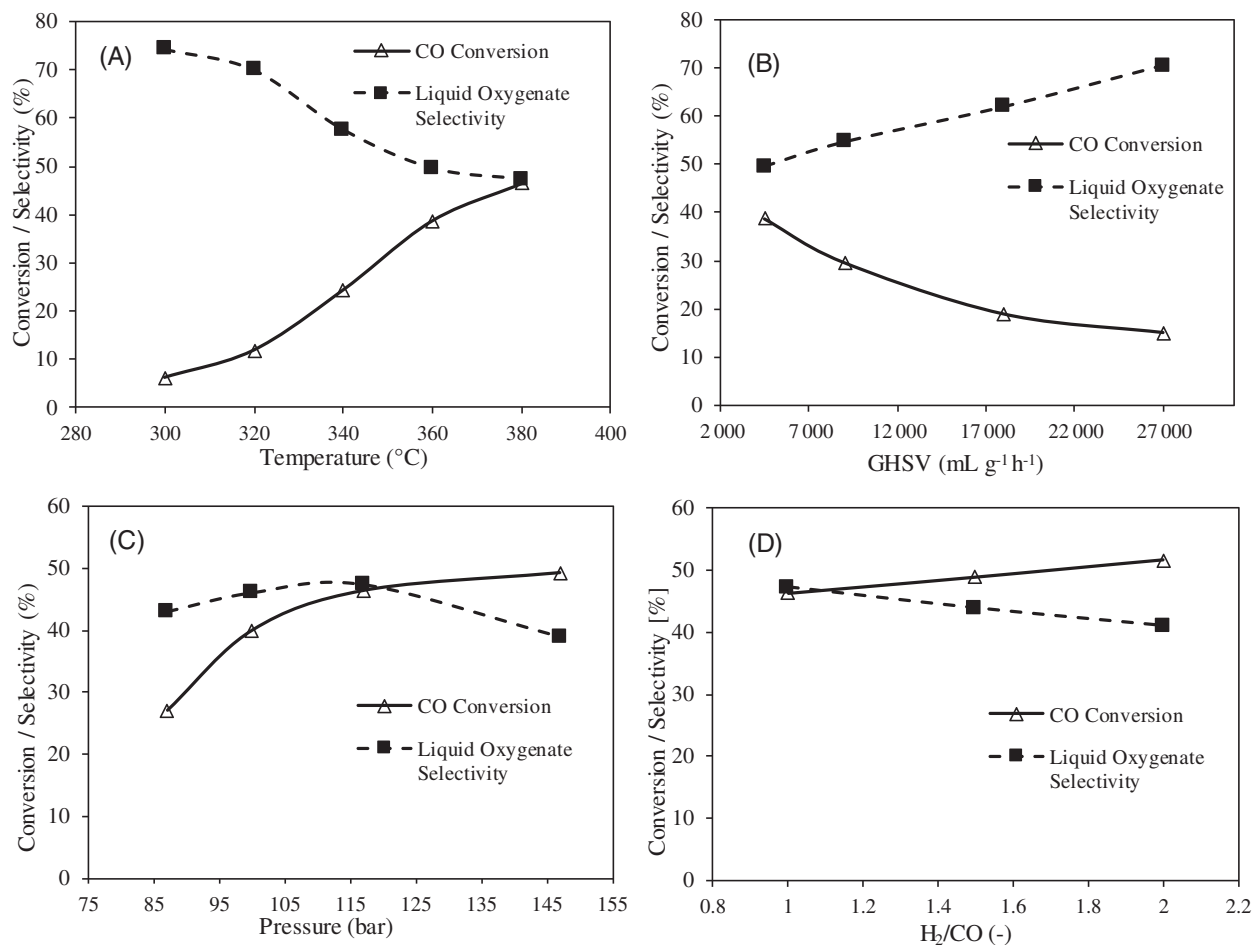 (A)
CO Conversion
Liquid Oxygenate
Selectivity
Conversion / Selectivity (%)
80
70
60
50
40
30
20
10
0
280
300
320
340
360
380
400
Temperature (°C)
(B)
CO Conversion
Liquid Oxygenate
Selectivity
Conversion / Selectivity (%)
80
70
60
50
40
30
20
10
0
2 000
7 000
12 000
17 000
22 000
27 000
GHSV (mL g⁻¹ h⁻¹)
(C)
CO Conversion
Liquid Oxygenate
Selectivity
Conversion / Selectivity (%)
60
50
40
30
20
10
0
75
85
95
105
115
125
135
145
155
Pressure (bar)
(D)
CO Conversion
Liquid Oxygenate
Selectivity
Conversion / Selectivity [%]
60
50
40
30
20
10
0
0.8
1
1.2
1.4
1.6
1.8
2
2.2
H₂/CO (-)